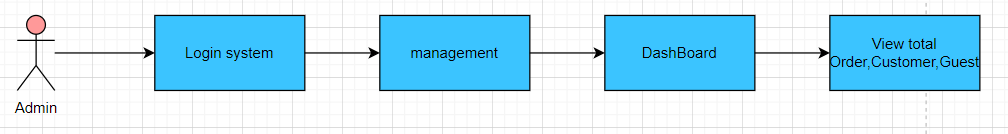 Login system
management
DashBoard
View total
Order,Customer,Guest
Admin